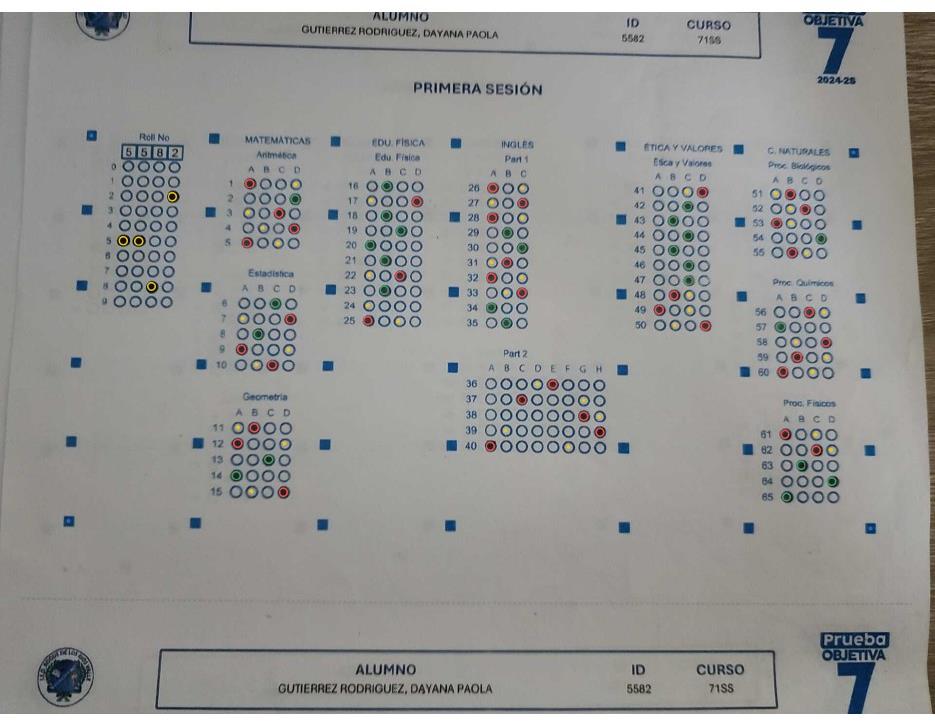 ALUMNO
GUTIERREZ RODRIGUEZ, DAYANA PAOLA
ID
5582
CURSO
71SS
OBJETIVA
7
2024-25
PRIMERA SESIÓN
Roll No
5 5 8 2
0
1
2
3
4
5
6
7
8
9
MATEMÁTICAS
Aritmética
A B C D
1
2
3
4
5
Estadística
A B C D
6
7
8
9
10
Geometría
A B C D
11
12
13
14
15
EDU. FÍSICA
Edu. Física
A B C D
16
17
18
19
20
21
22
23
24
25
INGLÉS
Part 1
A B C
26
27
28
29
30
31
32
33
34
35
Part 2
A B C D E F G H
36
37
38
39
40
ÉTICA Y VALORES
Ética y Valores
A B C D
41
42
43
44
45
46
47
48
49
50
C. NATURALES
Proc. Biológicos
A B C D
51
52
53
54
55
Proc. Químicos
A B C D
56
57
58
59
60
Proc. Físicos
A B C D
61
62
63
64
65
ALUMNO
GUTIERREZ RODRIGUEZ, DAYANA PAOLA
ID
5582
CURSO
71SS
Prueba
OBJETIVA
7